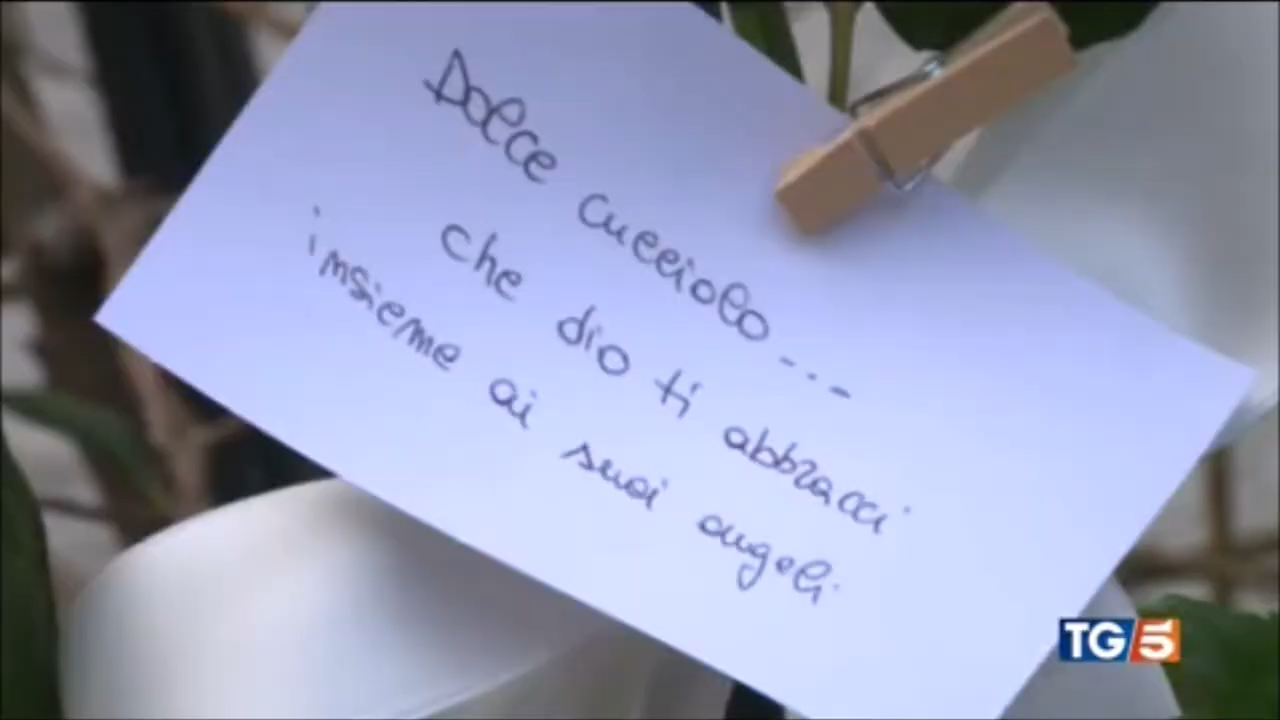 Dolce cucciolo...
che dio ti abbracci
insieme ai suoi angeli
TG5